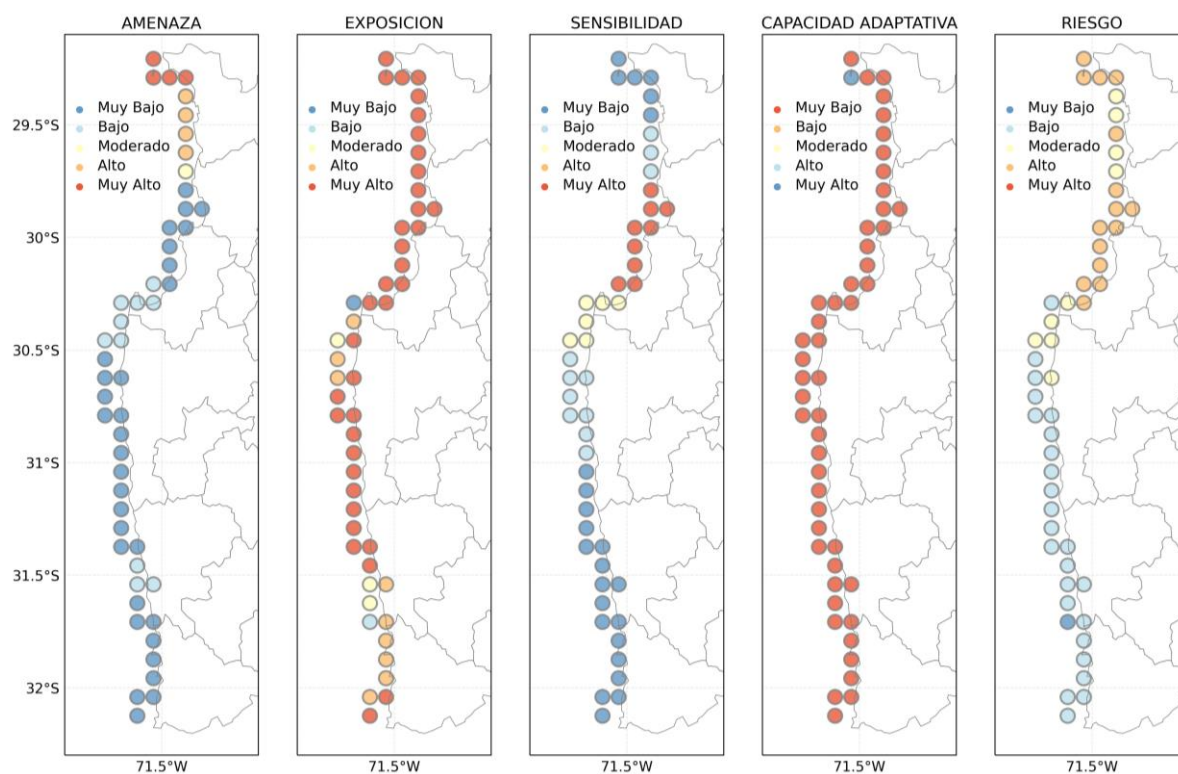 AMENAZA
EXPOSICION
SENSIBILIDAD
CAPACIDAD ADAPTATIVA
RIESGO
29.5°S
30°S
30.5°S
31°S
31.5°S
32°S
Muy Bajo
Bajo
Moderado
Alto
Muy Alto
Muy Bajo
Bajo
Moderado
Alto
Muy Alto
Muy Bajo
Bajo
Moderado
Alto
Muy Alto
Muy Bajo
Bajo
Moderado
Alto
Muy Alto
Muy Bajo
Bajo
Moderado
Alto
Muy Alto
71.5°W
71.5°W
71.5°W
71.5°W
71.5°W